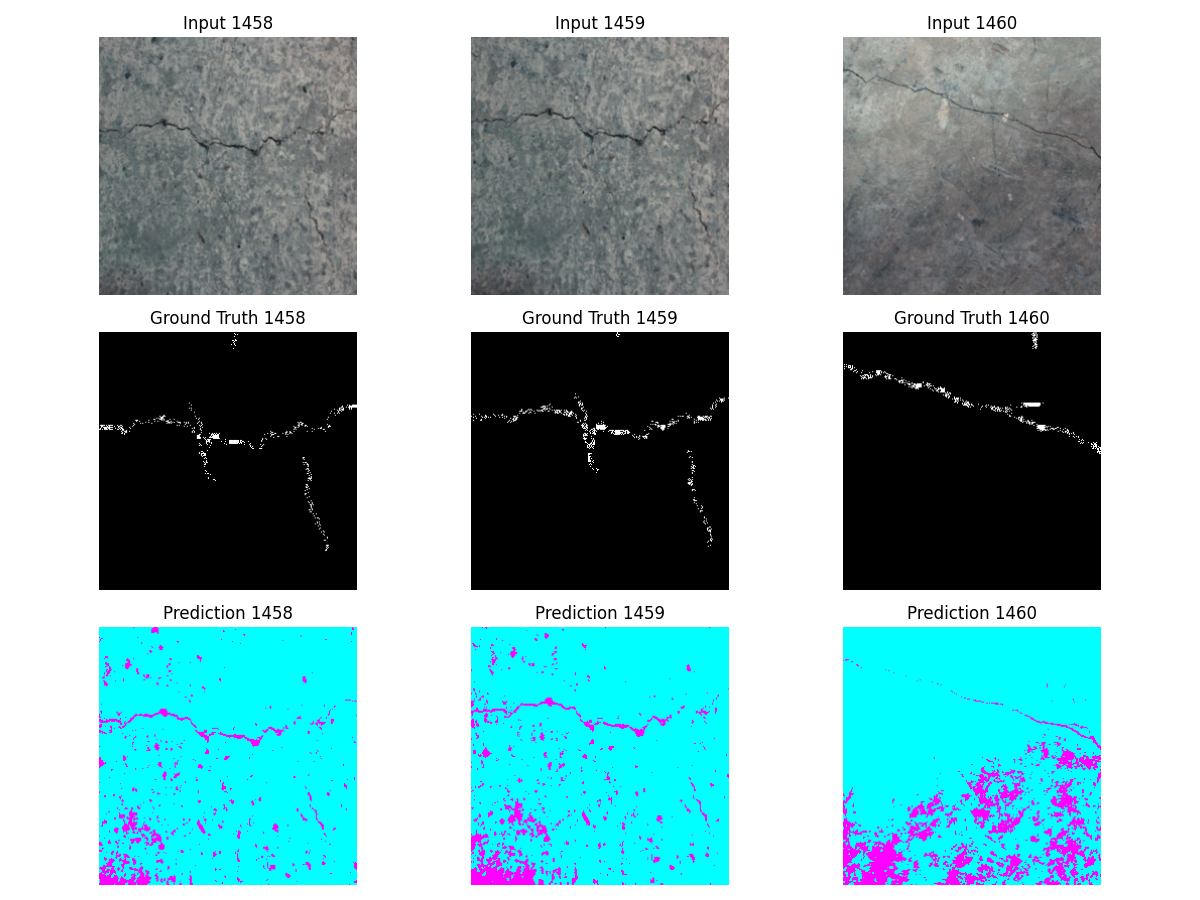 Input 1458
Input 1459
Input 1460
Ground Truth 1458
Ground Truth 1459
Ground Truth 1460
Prediction 1458
Prediction 1459
Prediction 1460